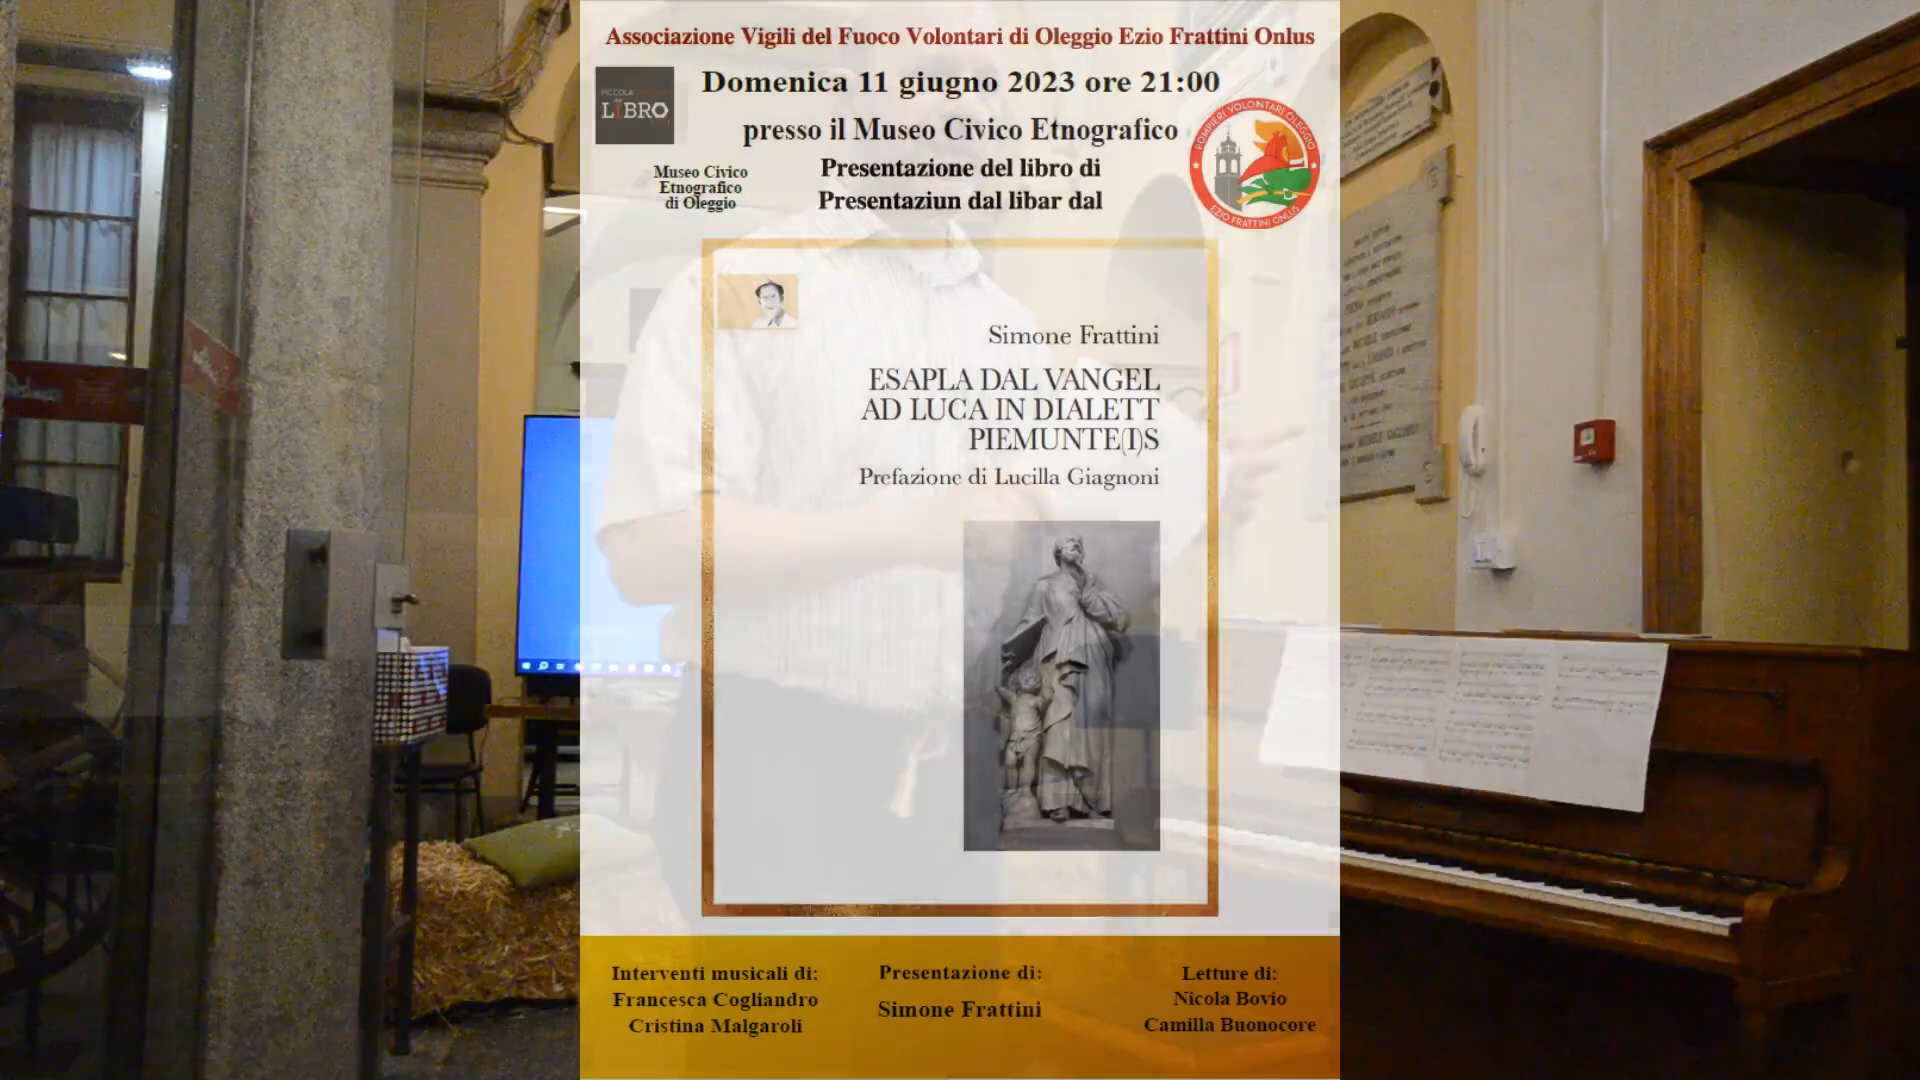 Associazione Vigili del Fuoco Volontari di Oleggio Ezio Frattini Onlus
Domenica 11 giugno 2023 ore 21:00
presso il Museo Civico Etnografico
Presentazione del libro di
Presentaziun dal libar dal
PICCOLA
LIBRO
Museo Civico
Etnografico
di Oleggio
POMPIERI VOLONTARI OLEGGIO
EZIO FRATTINI ONLUS
Simone Frattini
ESAPLA DAL VANGEL
AD LUCA IN DIALETT
PIEMUNTE(I)S
Prefazione di Lucilla Giagnoni
Interventi musicali di:
Francesca Cogliandro
Cristina Malgaroli
Presentazione di:
Simone Frattini
Letture di:
Nicola Bovio
Camilla Buonocore